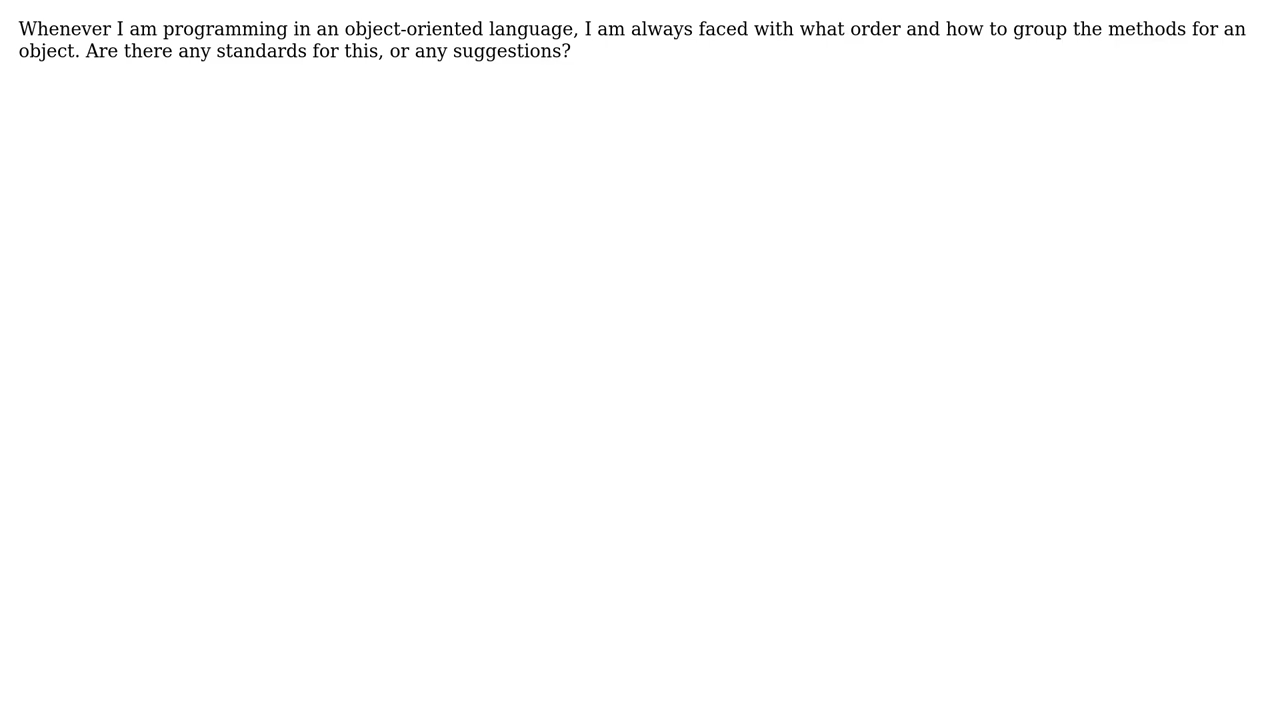 Whenever I am programming in an object-oriented language, I am always faced with what order and how to group the methods for an
object. Are there any standards for this, or any suggestions?